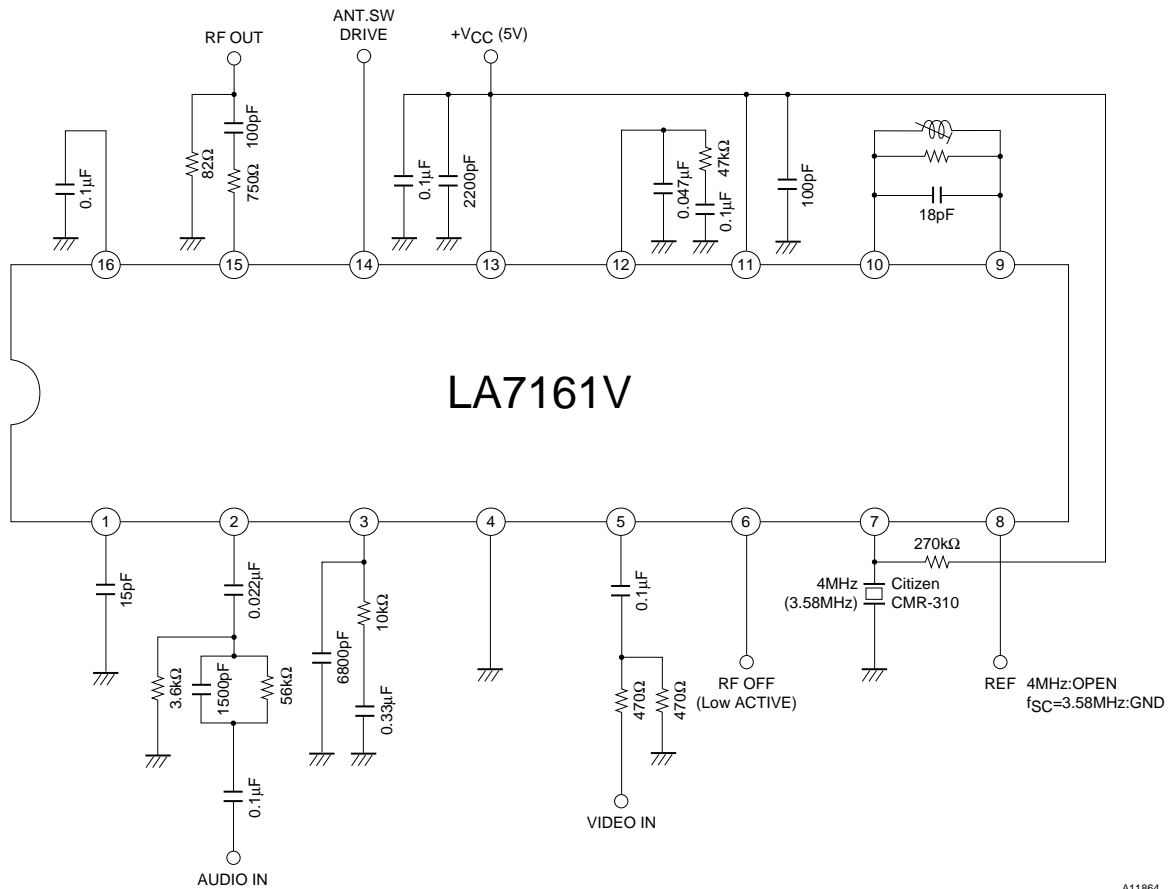 ANT.SW
DRIVE
RF OUT
+VCC (5V)
0.1µF
82Ω
100pF
750Ω
0.1µF
2200pF
0.047µF
47kΩ
0.1µF
100pF
18pF
16
15
14
13
12
11
10
9
LA7161V
1
2
3
4
5
6
7
8
15pF
0.022µF
3.6kΩ
1500pF
56kΩ
0.1µF
AUDIO IN
6800pF
10kΩ
0.33µF
0.1µF
470Ω
470Ω
VIDEO IN
RF OFF
(Low ACTIVE)
270kΩ
4MHz
(3.58MHz)
Citizen
CMR-310
REF
4MHz:OPEN
fSC=3.58MHz:GND
A11864